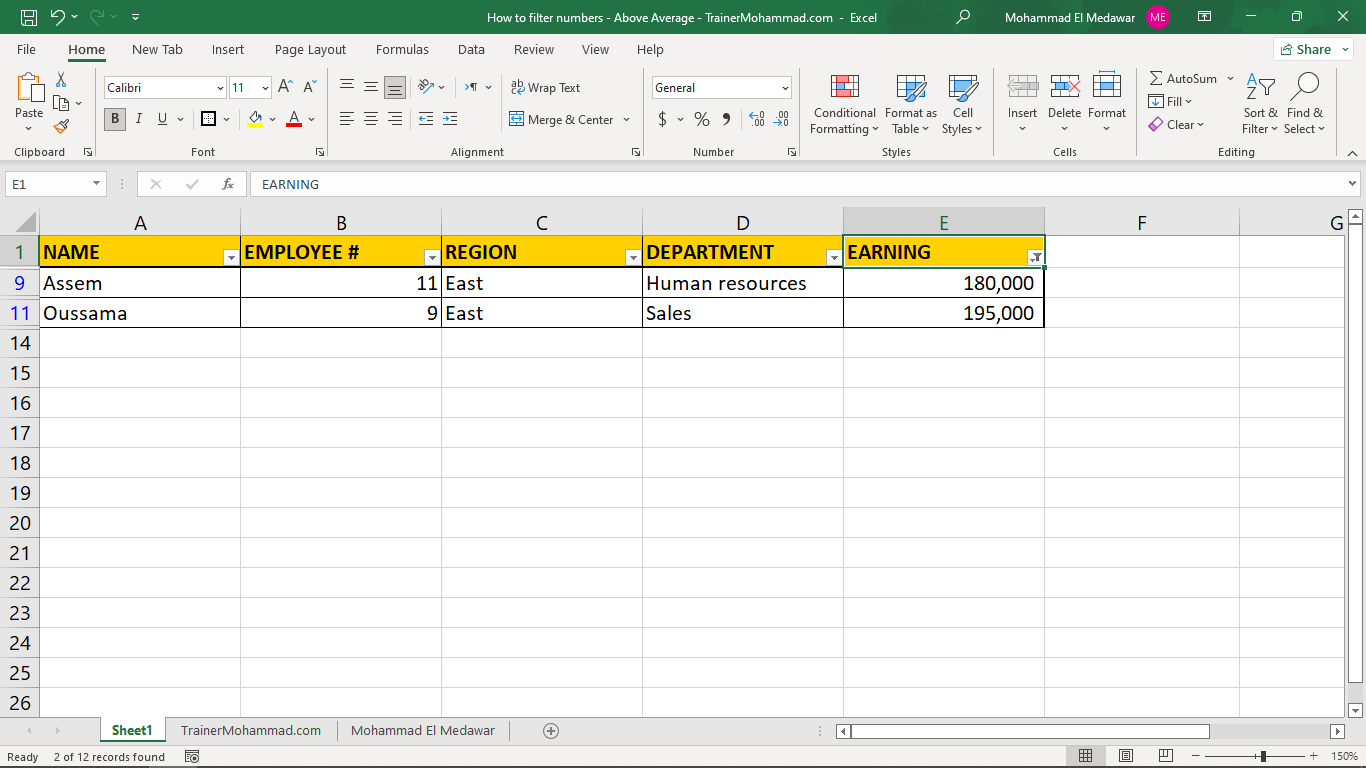 How to filter numbers - Above Average - TrainerMohammad.com - Excel
Mohammad El Medawar
ME
File Home New Tab Insert Page Layout Formulas Data Review View Help
Share
Paste
Clipboard
Calibri
11
A A
B I U
A
Font
ab Wrap Text
Merge & Center
Alignment
General
$ % 9
.00
.00
Number
Conditional Formatting
Format as Table
Cell Styles
Styles
Insert
Delete
Format
Cells
AutoSum
Fill
Clear
Sort & Filter
Find & Select
Editing
E1
fx
EARNING
A B C D E F G
1 NAME EMPLOYEE # REGION DEPARTMENT EARNING
9 Assem 11 East Human resources 180,000
11 Oussama 9 East Sales 195,000
14
15
16
17
18
19
20
21
22
23
24
25
26
Sheet1 TrainerMohammad.com Mohammad El Medawar
Ready 2 of 12 records found
150%